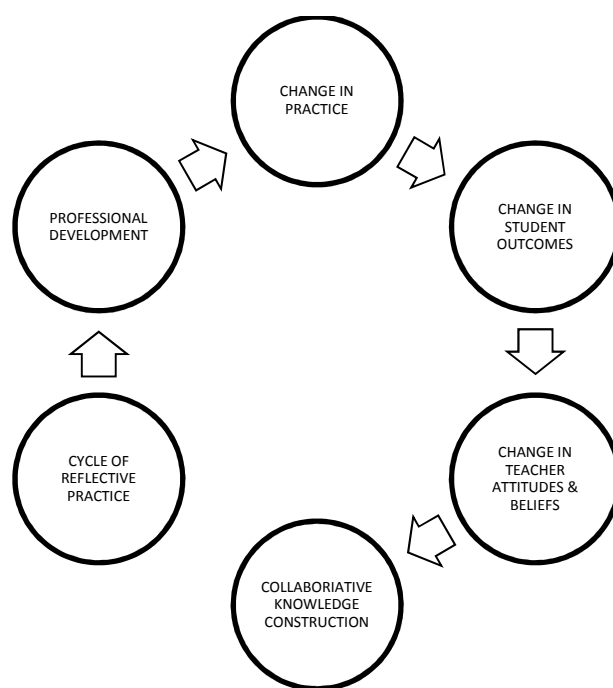 CHANGE IN
PRACTICE
PROFESSIONAL
DEVELOPMENT
CHANGE IN
STUDENT
OUTCOMES
CYCLE OF
REFLECTIVE
PRACTICE
CHANGE IN
TEACHER
ATTITUDES &
BELIEFS
COLLABORIATIVE
KNOWLEDGE
CONSTRUCTION